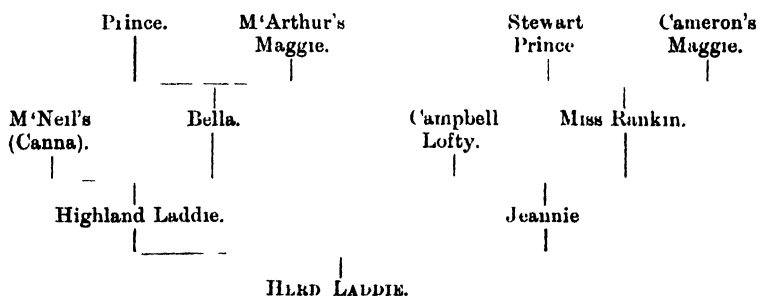 Prince. M'Arthur's Stewart Cameron's
Maggie. Prince Maggie.
M'Neil's Bella. Campbell Miss Rankin.
(Canna). Lofty.
Highland Laddie. Jeannie
HERD LADDIE.